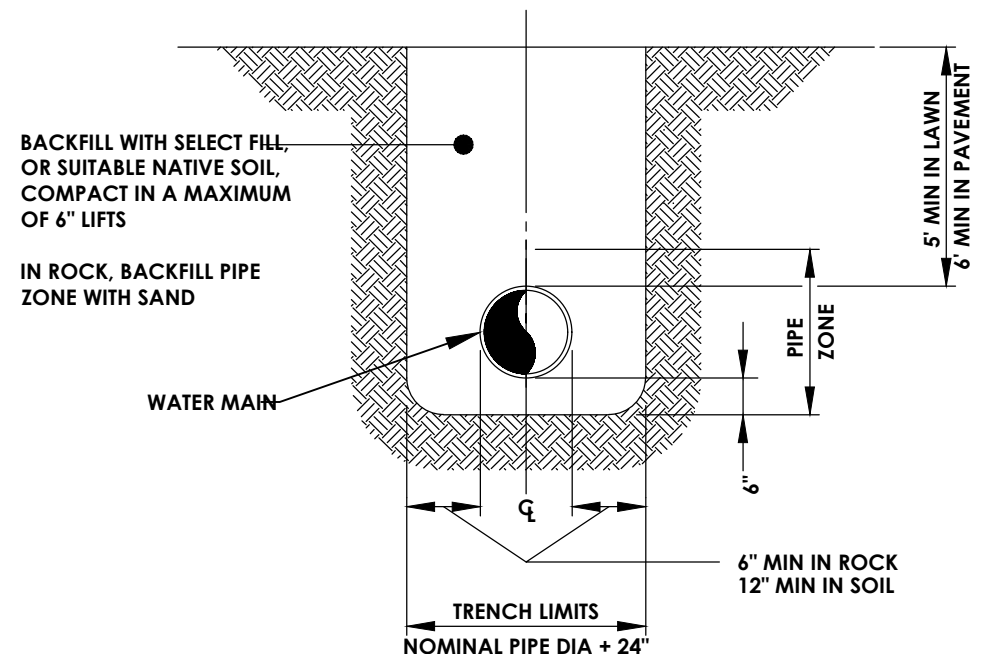 BACKFILL WITH SELECT FILL,
OR SUITABLE NATIVE SOIL,
COMPACT IN A MAXIMUM
OF 6" LIFTS
IN ROCK, BACKFILL PIPE
ZONE WITH SAND
WATER MAIN
5' MIN IN LAWN
6' MIN IN PAVEMENT
PIPE
ZONE
6"
CL
6" MIN IN ROCK
12" MIN IN SOIL
TRENCH LIMITS
NOMINAL PIPE DIA + 24"